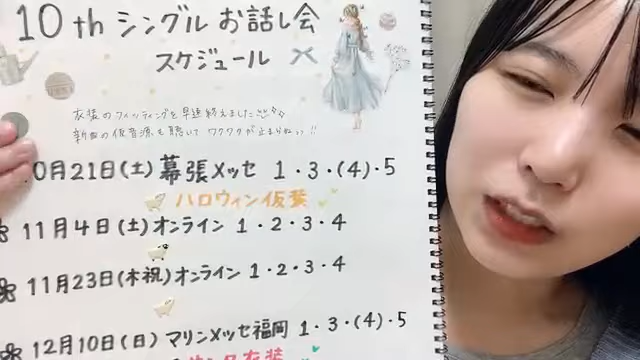 10th シングル お話し会
スケジュール
衣装のフィッティングを早速終えました
新曲の仮音源も聴いて ワクワクが止まらねぇっ!!
10月21日(土) 幕張メッセ 1・3・(4)・5
ハロウィン仮装
11月4日(土) オンライン 1・2・3・4
11月23日(木祝) オンライン 1・2・3・4
12月10日(日) マリンメッセ福岡 1・3・(4)・5
衣装